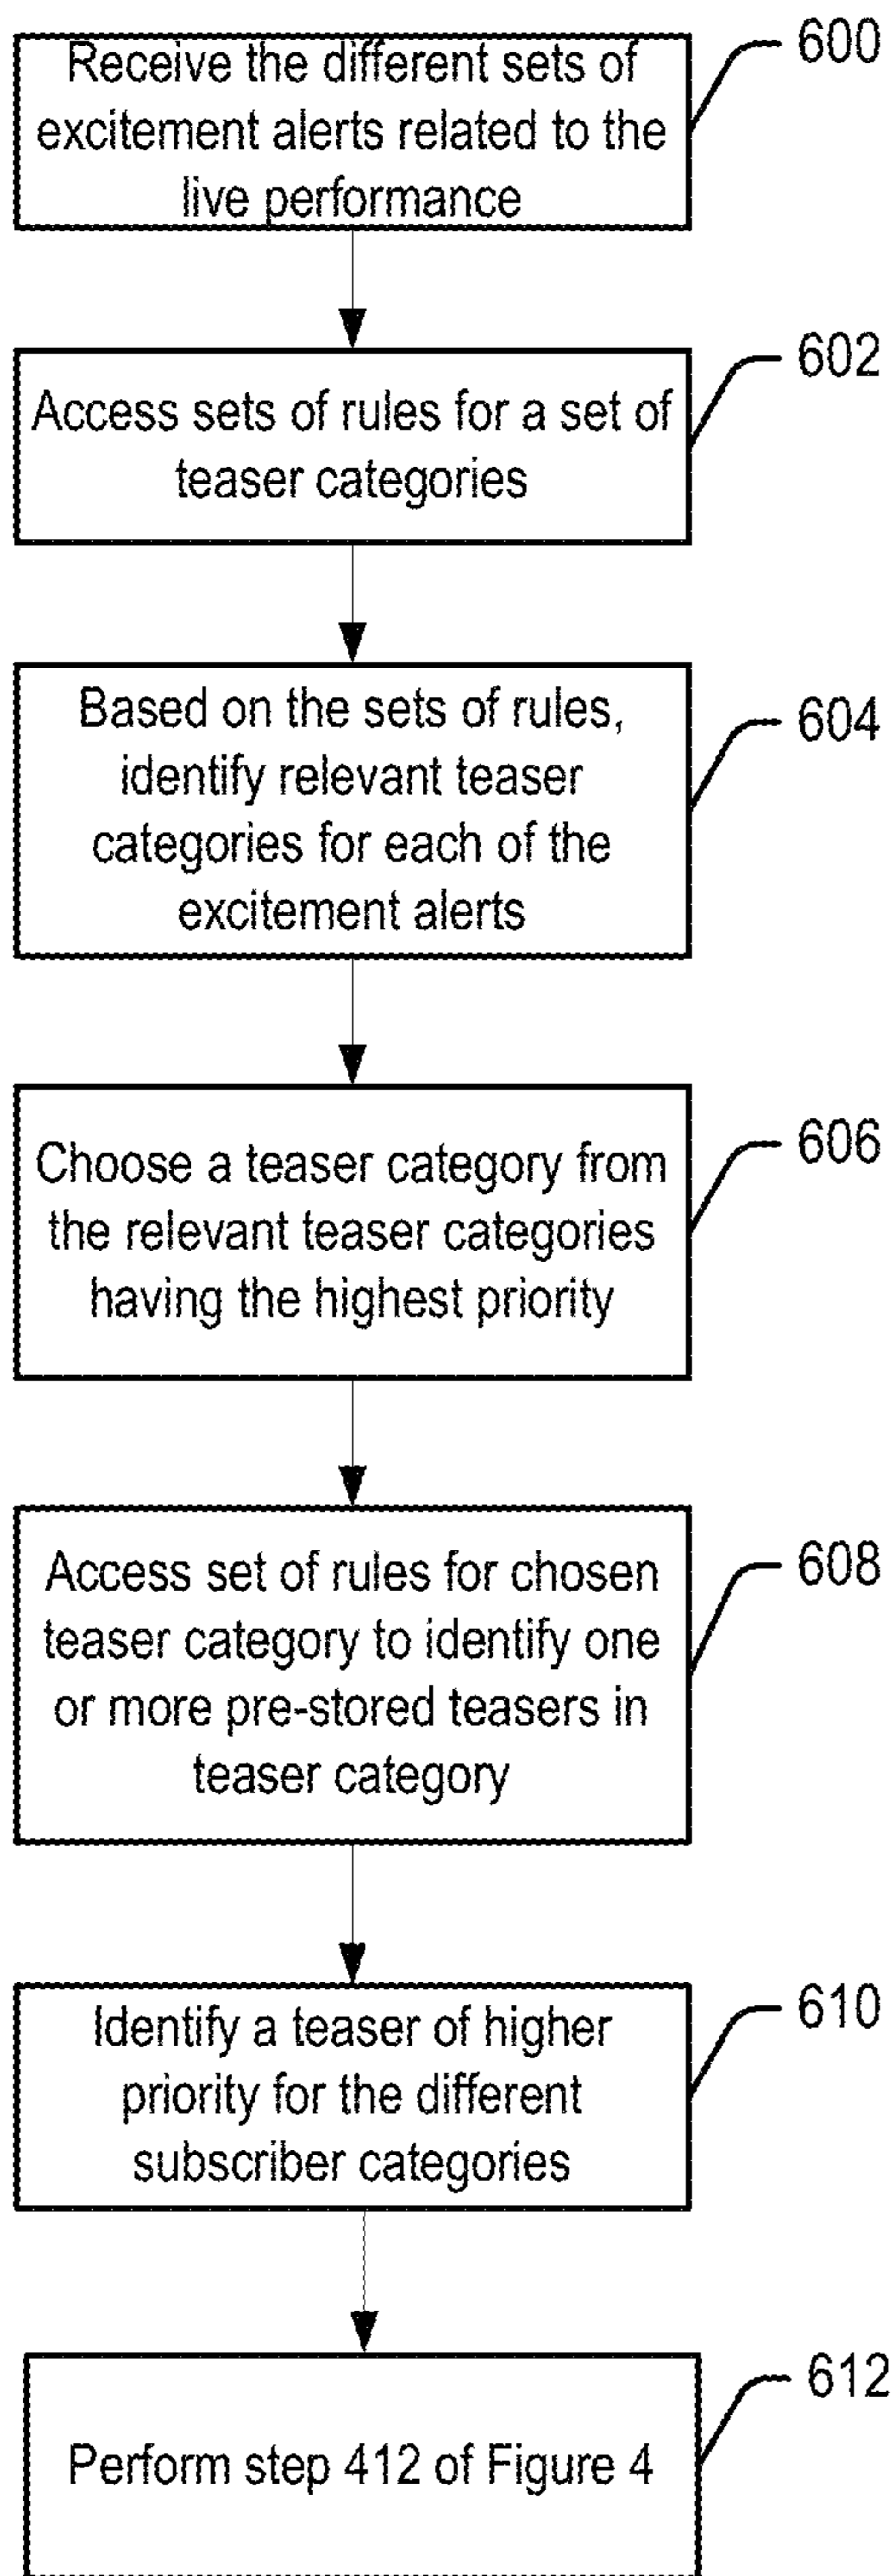 Receive the different sets of
excitement alerts related to the
live performance
600
Access sets of rules for a set of
teaser categories
602
Based on the sets of rules,
identify relevant teaser
categories for each of the
excitement alerts
604
Choose a teaser category from
the relevant teaser categories
having the highest priority
606
Access set of rules for chosen
teaser category to identify one
or more pre-stored teasers in
teaser category
608
Identify a teaser of higher
priority for the different
subscriber categories
610
Perform step 412 of Figure 4
612